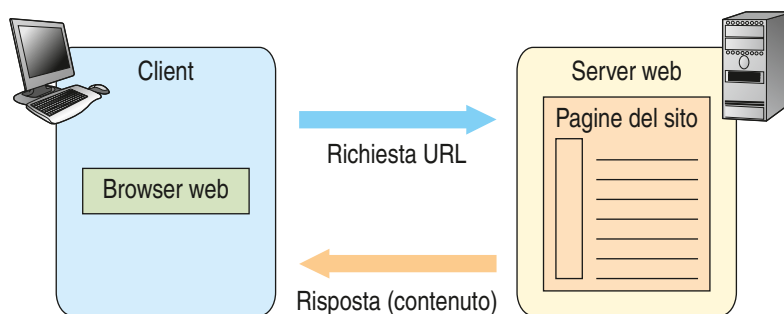 Client
Server web
Pagine del sito
Richiesta URL
Browser web
Risposta (contenuto)